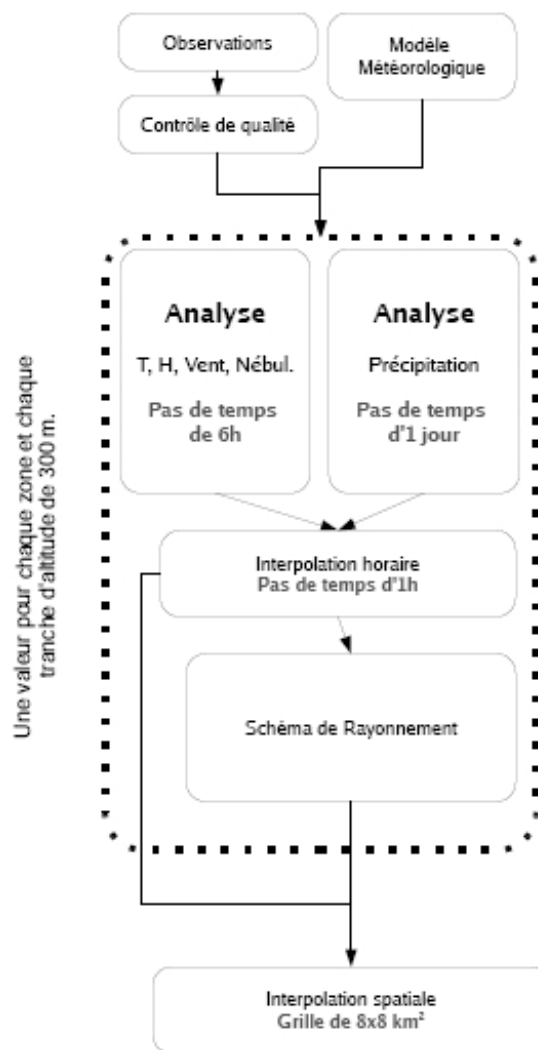 Observations
Modèle
Météorologique
Contrôle de qualité
Analyse
T, H, Vent, Nébul.
Pas de temps
de 6h
Analyse
Précipitation
Pas de temps
d'1 jour
Une valeur pour chaque zone et chaque
tranche d'altitude de 300 m.
Interpolation horaire
Pas de temps d'1h
Schéma de Rayonnement
Interpolation spatiale
Grille de 8x8 km²